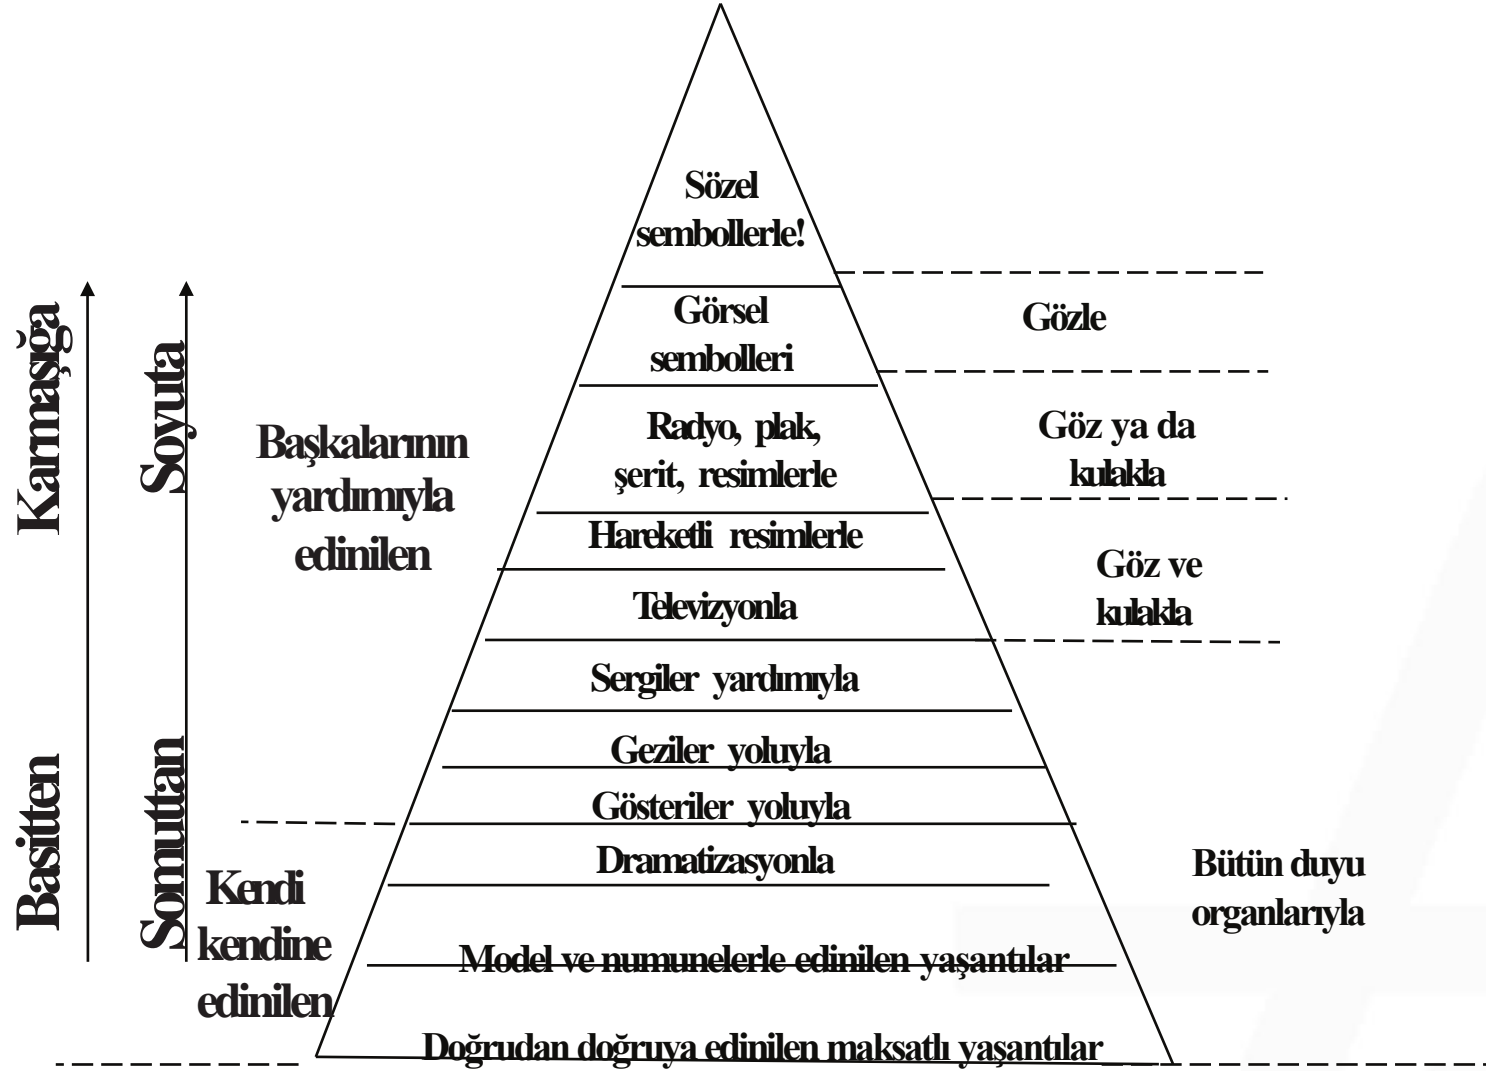 Sözel
sembollerle!
Görsel
sembolleri
Gözle
Radyo, plak,
şerit, resimlerle
Göz ya da
kulakla
Hareketli resimlerle
Televizyonla
Göz ve
kulakla
Sergiler yardımıyla
Geziler yoluyla
Gösteriler yoluyla
Dramatizasyonla
Model ve numunelerle edinilen yaşantılar
Doğrudan doğruya edinilen maksatlı yaşantılar
Bütün duyu
organlarıyla
Başkalarının
yardımıyla
edinilen
Kendi
kendine
edinilen
Basitten Karmaşığa
Somuttan Soyuta